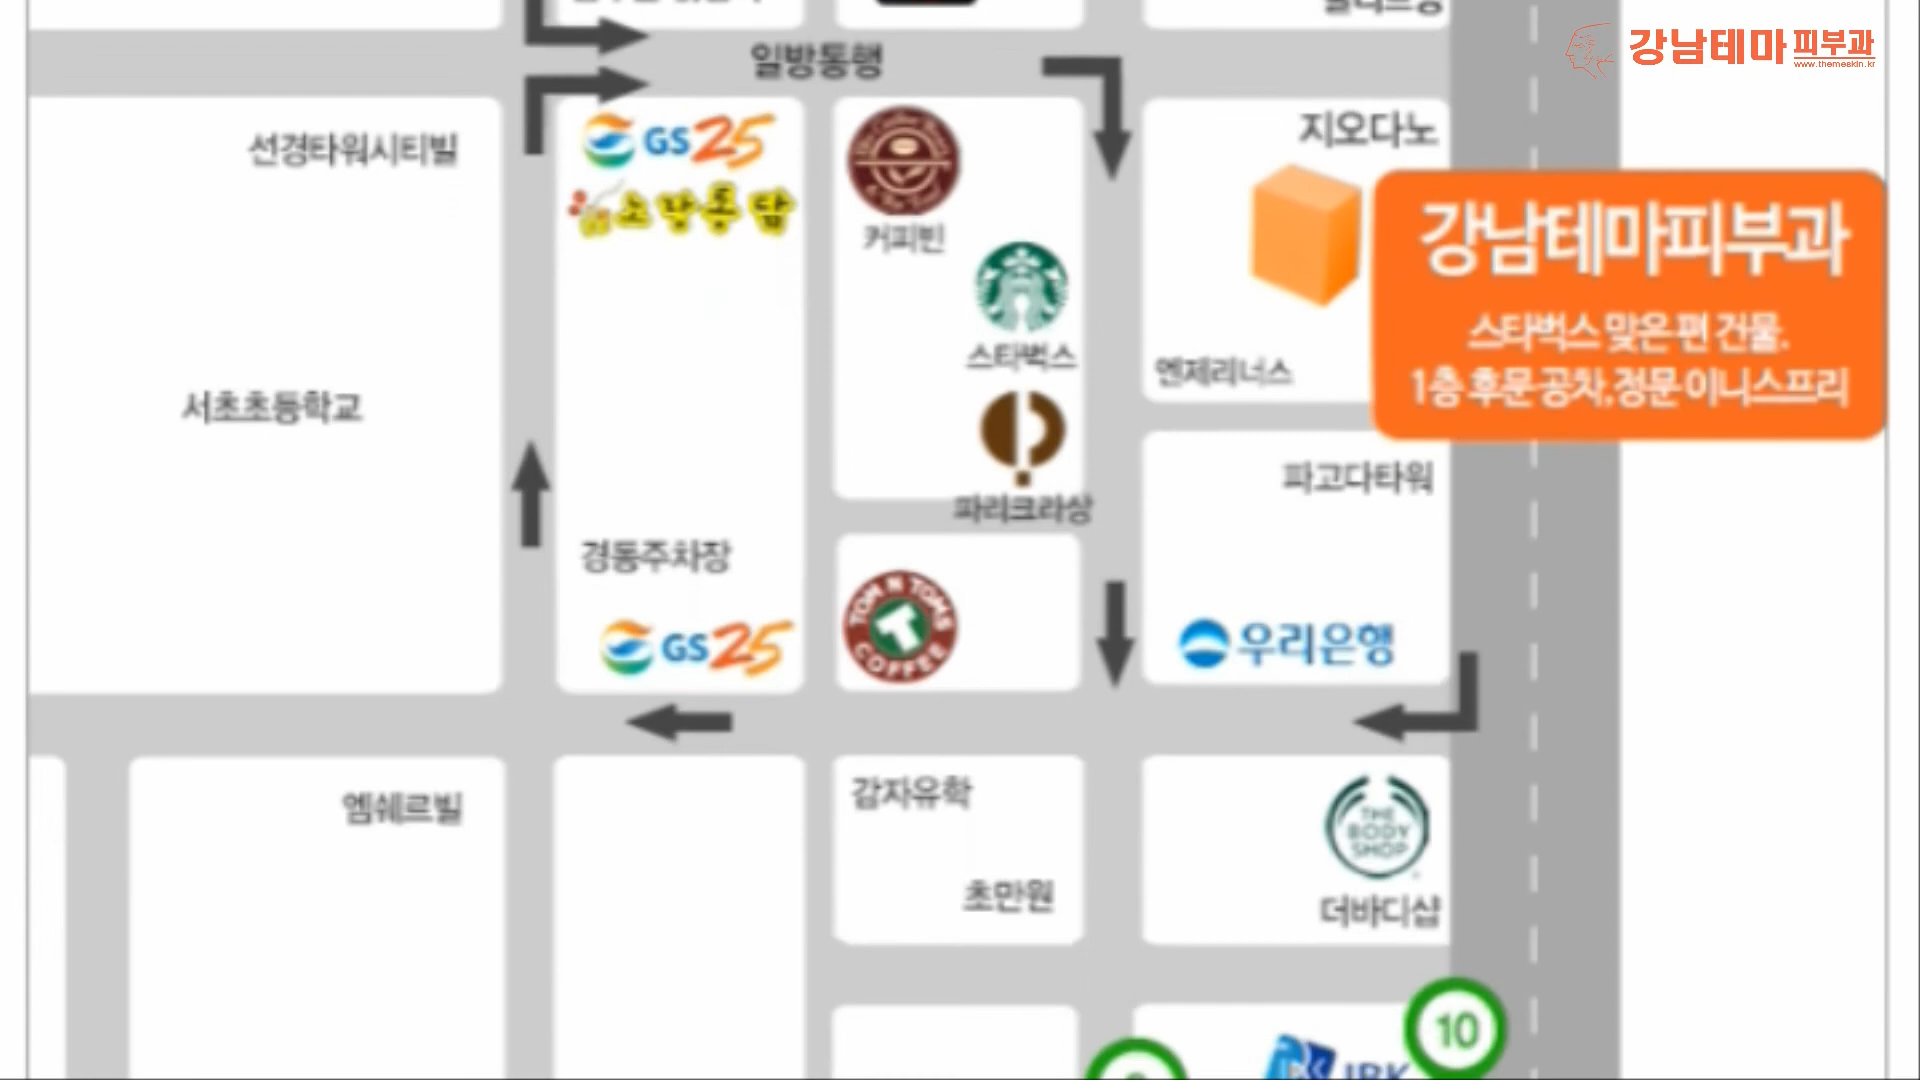 강남테마 피부과
www.themeskin.kr
일방통행
선경타워시티빌
GS25
지오다노
커피빈
강남테마피부과
스타벅스 맞은 편 건물.
1층 후문 공차, 정문 이니스프리
스타벅스
엔제리너스
서초초등학교
파고다타워
파리크라상
경동주차장
TOM N TOMS
COFFEE
GS25
우리은행
엠쉐르빌
감자유학
THE
BODY
SHOP
초만원
더바디샵
10
IBK